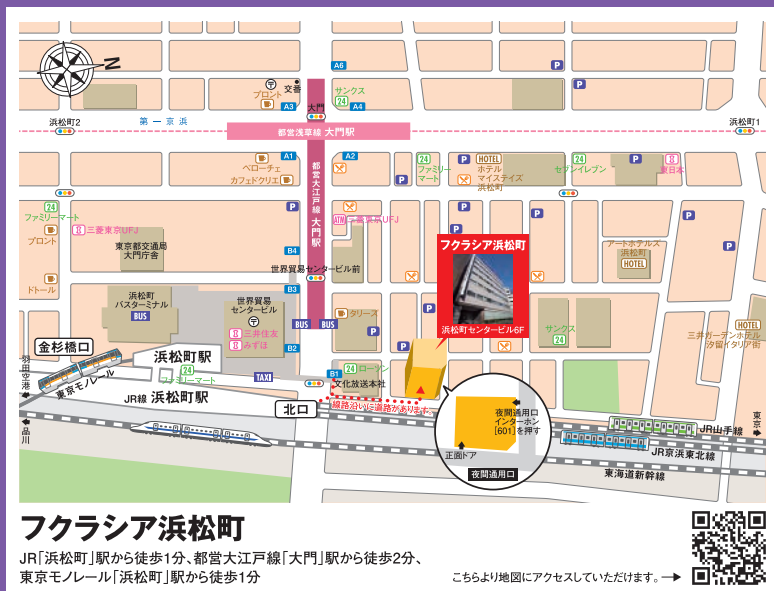 N
A6
P
P
交番
プロント
A3
大門
サンクス
24
A4
浜松町2
第一京浜
都営浅草線 大門駅
浜松町1
A1
A2
ベローチェ
カフェドクリエ
都営大江戸線 大門駅
24
ファミリー
マート
P
P
HOTEL
ホテル
マイステイズ
浜松町
24
セブンイレブン
P
東日本
P
24
ファミリーマート
プロント
三菱東京UFJ
東京都交通局
大門庁舎
P
ATM
三菱東京UFJ
P
P
P
P
フクラシア浜松町
浜松町センタービル6F
アートホテルズ
浜松町
HOTEL
B4
世界貿易センタービル前
B3
ドトール
浜松町
バスターミナル
BUS
世界貿易
センタービル
三井住友
みずほ
BUS
BUS
タリーズ
P
P
P
サンクス
24
HOTEL
三井ガーデンホテル
汐留イタリア街
金杉橋口
東京モノレール
羽田空港
浜松町駅
24
ファミリーマート
B2
TAXI
B1
24
ローソン
文化放送本社
JR線 浜松町駅
北口
線路沿いに道路があります。
夜間通用口
インターホン
[601]を押す
正面ドア
夜間通用口
品川
東京
JR山手線
JR京浜東北線
東海道新幹線
フクラシア浜松町
JR「浜松町」駅から徒歩1分、都営大江戸線「大門」駅から徒歩2分、
東京モノレール「浜松町」駅から徒歩1分
こちらより地図にアクセスしていただけます。→